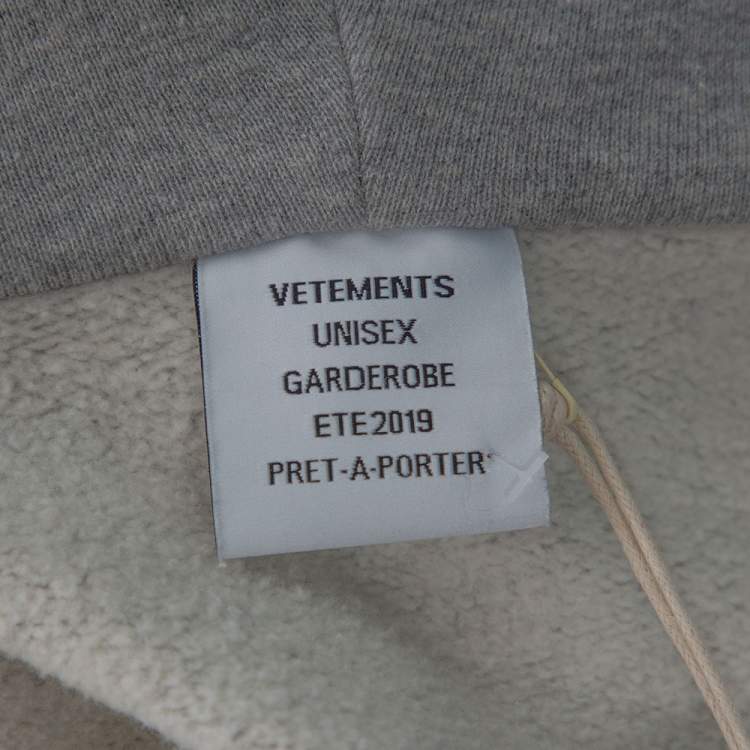 VETEMENTS
UNISEX
GARDEROBE
ETE2019
PRET-A-PORTER